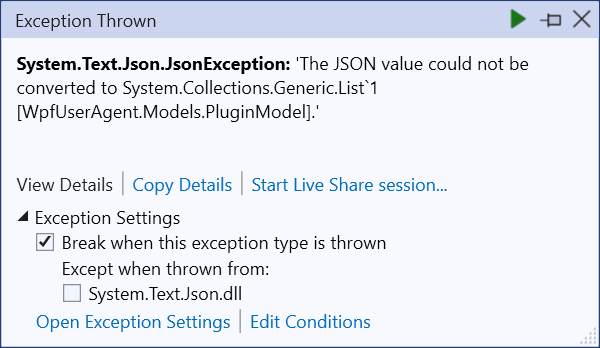 Exception Thrown
System.Text.Json.JsonException: 'The JSON value could not be
converted to System.Collections.Generic.List`1
[WpfUserAgent.Models.PluginModel].'
View Details | Copy Details | Start Live Share session...
Exception Settings
Break when this exception type is thrown
Except when thrown from:
System.Text.Json.dll
Open Exception Settings | Edit Conditions